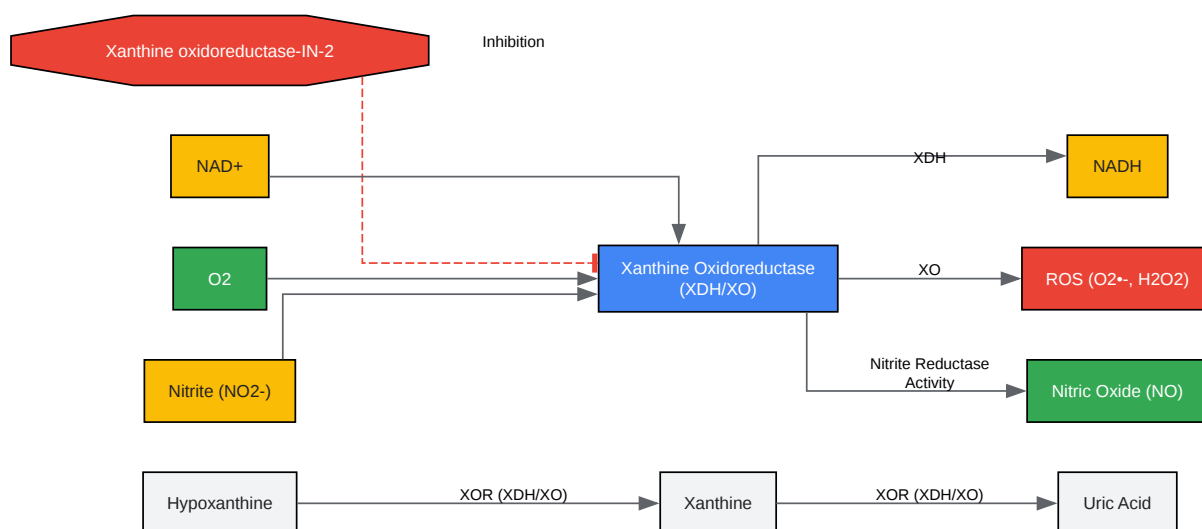 Xanthine oxidoreductase-IN-2
Inhibition
NAD+
XDH
NADH
O2
Xanthine Oxidoreductase
(XDH/XO)
XO
ROS (O2•-, H2O2)
Nitrite (NO2-)
Nitrite Reductase
Activity
Nitric Oxide (NO)
Hypoxanthine
XOR (XDH/XO)
Xanthine
XOR (XDH/XO)
Uric Acid